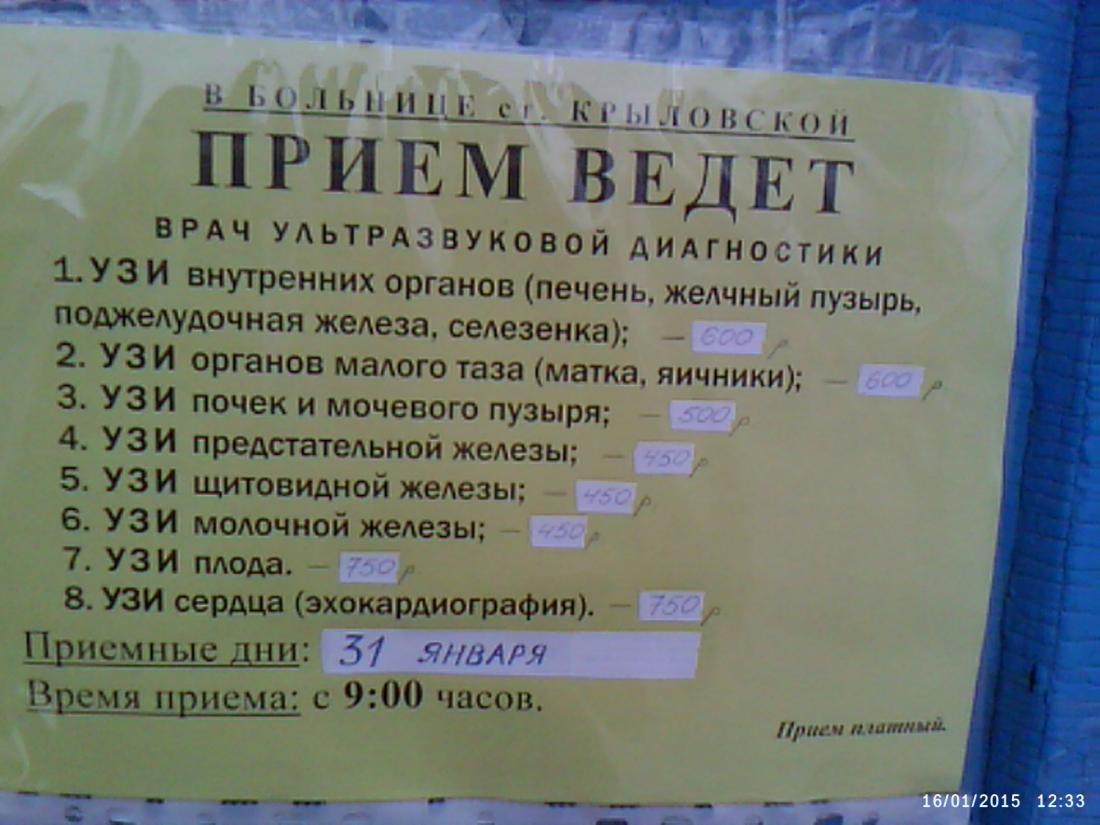 В БОЛЬНИЦЕ ст. КРЫЛОВСКОЙ
ПРИЕМ ВЕДЕТ
ВРАЧ УЛЬТРАЗВУКОВОЙ ДИАГНОСТИКИ
1. УЗИ внутренних органов (печень, желчный пузырь,
поджелудочная железа, селезенка); – 600 р
2. УЗИ органов малого таза (матка, яичники); – 600 р
3. УЗИ почек и мочевого пузыря; – 500 р
4. УЗИ предстательной железы; – 450 р
5. УЗИ щитовидной железы; – 450 р
6. УЗИ молочной железы; – 450 р
7. УЗИ плода. – 750 р
8. УЗИ сердца (эхокардиография). – 750 р
Приемные дни: 31 ЯНВАРЯ
Время приема: с 9:00 часов.
Прием платный.
16/01/2015 12:33